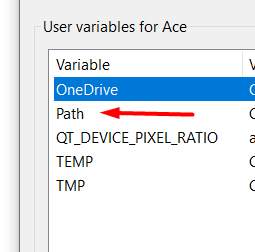 User variables for Ace
Variable V
OneDrive C
Path C
QT_DEVICE_PIXEL_RATIO a
TEMP C
TMP C